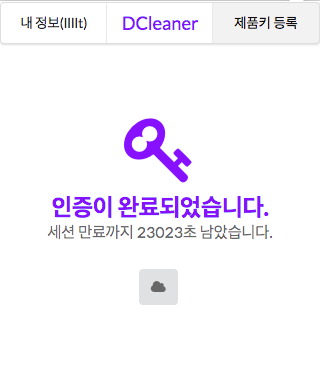 내 정보(lIIIt)
DCleaner
제품키 등록
인증이 완료되었습니다.
세션 만료까지 23023초 남았습니다.